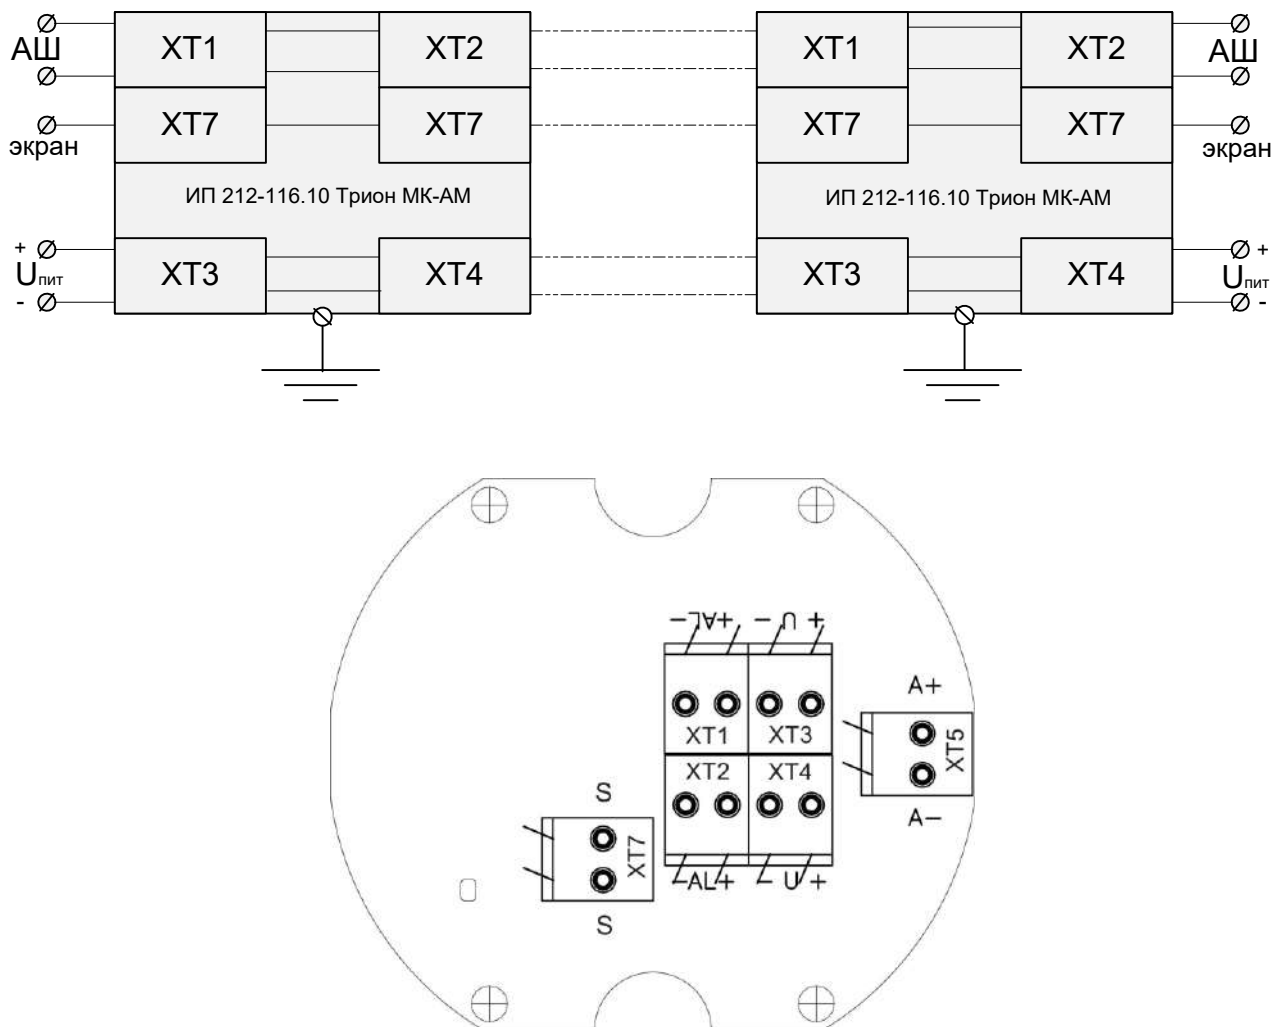 АШ
XT1
XT2
XT1
XT2
АШ
экран
XT7
XT7
XT7
XT7
экран
ИП 212-116.10 Трион МК-АМ
ИП 212-116.10 Трион МК-АМ
+
Uпит
-
XT3
XT4
XT3
XT4
+
Uпит
-
- AL +
- U +
XT1
XT3
XT2
XT4
- AL +
- U +
A+
XT5
A-
S
XT7
S